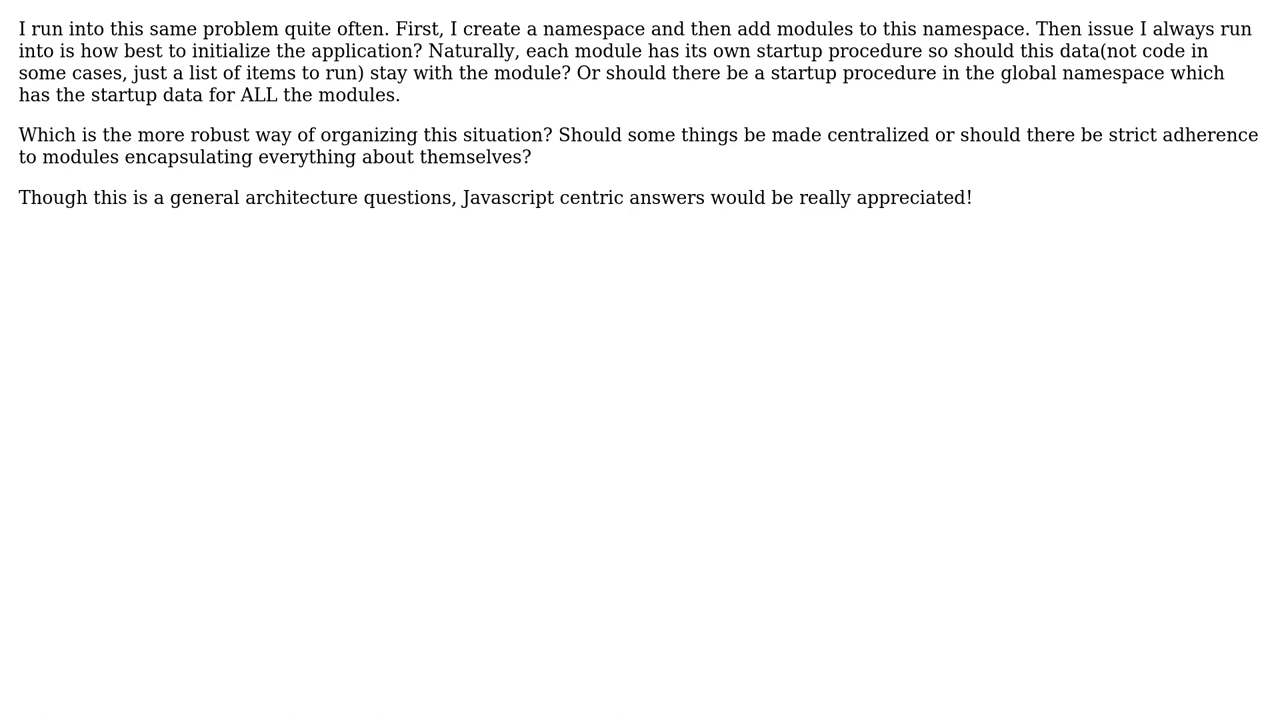 I run into this same problem quite often. First, I create a namespace and then add modules to this namespace. Then issue I always run
into is how best to initialize the application? Naturally, each module has its own startup procedure so should this data(not code in
some cases, just a list of items to run) stay with the module? Or should there be a startup procedure in the global namespace which
has the startup data for ALL the modules.
Which is the more robust way of organizing this situation? Should some things be made centralized or should there be strict adherence
to modules encapsulating everything about themselves?
Though this is a general architecture questions, Javascript centric answers would be really appreciated!